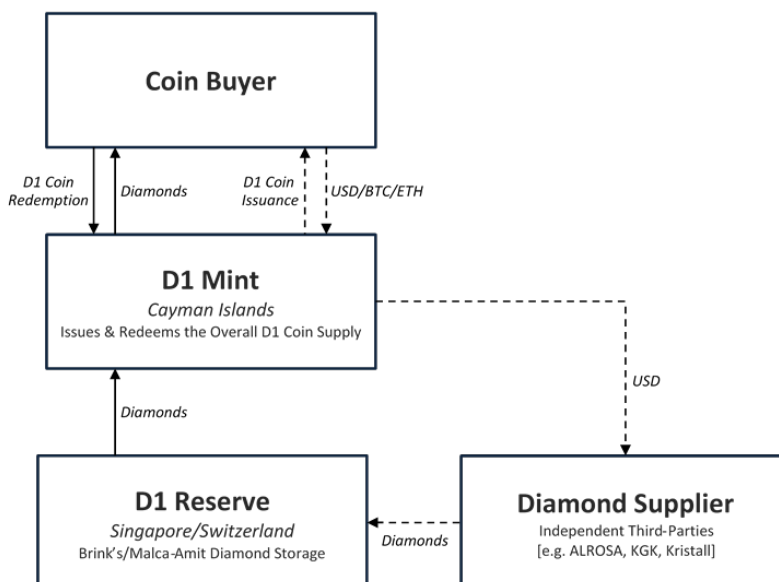 Coin Buyer
D1 Coin
Redemption
Diamonds
D1 Coin
Issuance
USD/BTC/ETH
D1 Mint
Cayman Islands
Issues & Redeems the Overall D1 Coin Supply
USD
Diamonds
D1 Reserve
Singapore/Switzerland
Brink's/Malca-Amit Diamond Storage
Diamonds
Diamond Supplier
Independent Third-Parties
[e.g. ALROSA, KGK, Kristall]